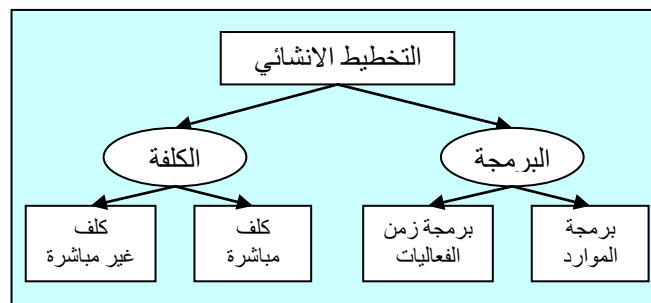 التخطيط الانشائي
البرمجة
الكلفة
برمجة
الموارد
برمجة زمن
الفعاليات
كلف
مباشرة
كلف
غير مباشرة